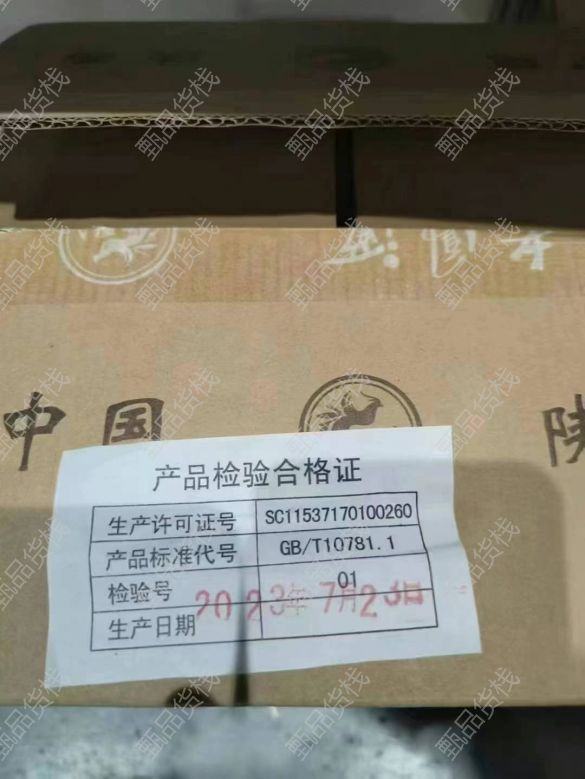 中国
陕
产品检验合格证
生产许可证号 SC11537170100260
产品标准代号 GB/T10781.1
检验号 01
生产日期 2023年7月23日
甄品货栈